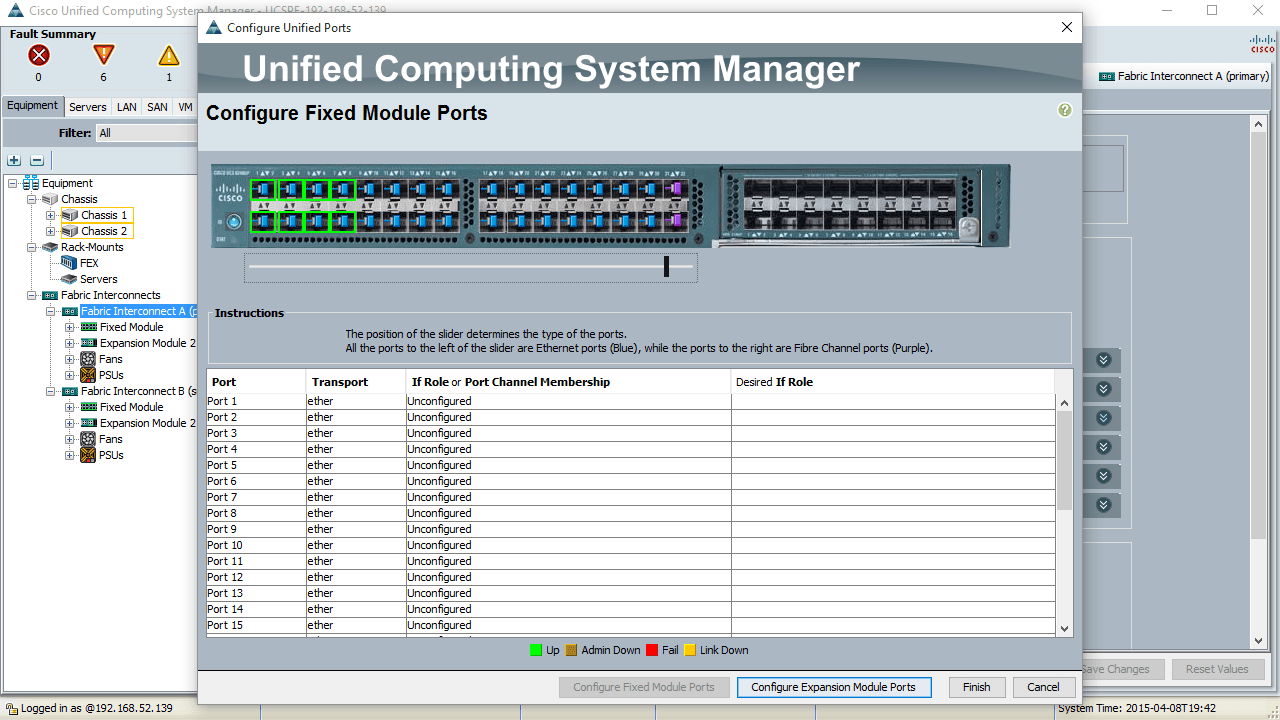 Cisco Unified Computing System Manager - UCSPE-192-168-52-139
Configure Unified Ports
Fault Summary
0
6
1
Unified Computing System Manager
CISCO
Fabric Interconnect A (primary)
Equipment
Servers
LAN
SAN
VM
Filter:
All
Configure Fixed Module Ports
?
Equipment
Chassis
Chassis 1
Chassis 2
Rack-Mounts
FEX
Servers
Fabric Interconnects
Fabric Interconnect A (p
Fixed Module
Expansion Module 2
Fans
PSUs
Fabric Interconnect B (s
Fixed Module
Expansion Module 2
Fans
PSUs
CISCO
Instructions
The position of the slider determines the type of the ports.
All the ports to the left of the slider are Ethernet ports (Blue), while the ports to the right are Fibre Channel ports (Purple).
Port Transport If Role or Port Channel Membership Desired If Role
Port 1 ether Unconfigured
Port 2 ether Unconfigured
Port 3 ether Unconfigured
Port 4 ether Unconfigured
Port 5 ether Unconfigured
Port 6 ether Unconfigured
Port 7 ether Unconfigured
Port 8 ether Unconfigured
Port 9 ether Unconfigured
Port 10 ether Unconfigured
Port 11 ether Unconfigured
Port 12 ether Unconfigured
Port 13 ether Unconfigured
Port 14 ether Unconfigured
Port 15 ether Unconfigured
Up Admin Down Fail Link Down
Configure Fixed Module Ports
Configure Expansion Module Ports
Finish
Cancel
Save Changes
Reset Values
Logged in as @192.168.52.139
System Time: 2015-04-08T19:42